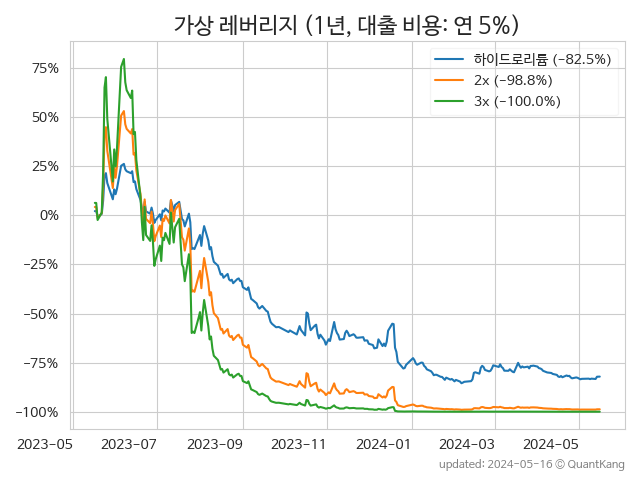 가상 레버리지 (1년, 대출 비용: 연 5%)
하이드로리튬 (−82.5%)
2x (−98.8%)
3x (−100.0%)
75%
50%
25%
0%
−25%
−50%
−75%
−100%
2023-05 2023-07 2023-09 2023-11 2024-01 2024-03 2024-05
updated: 2024-05-16 © QuantKang